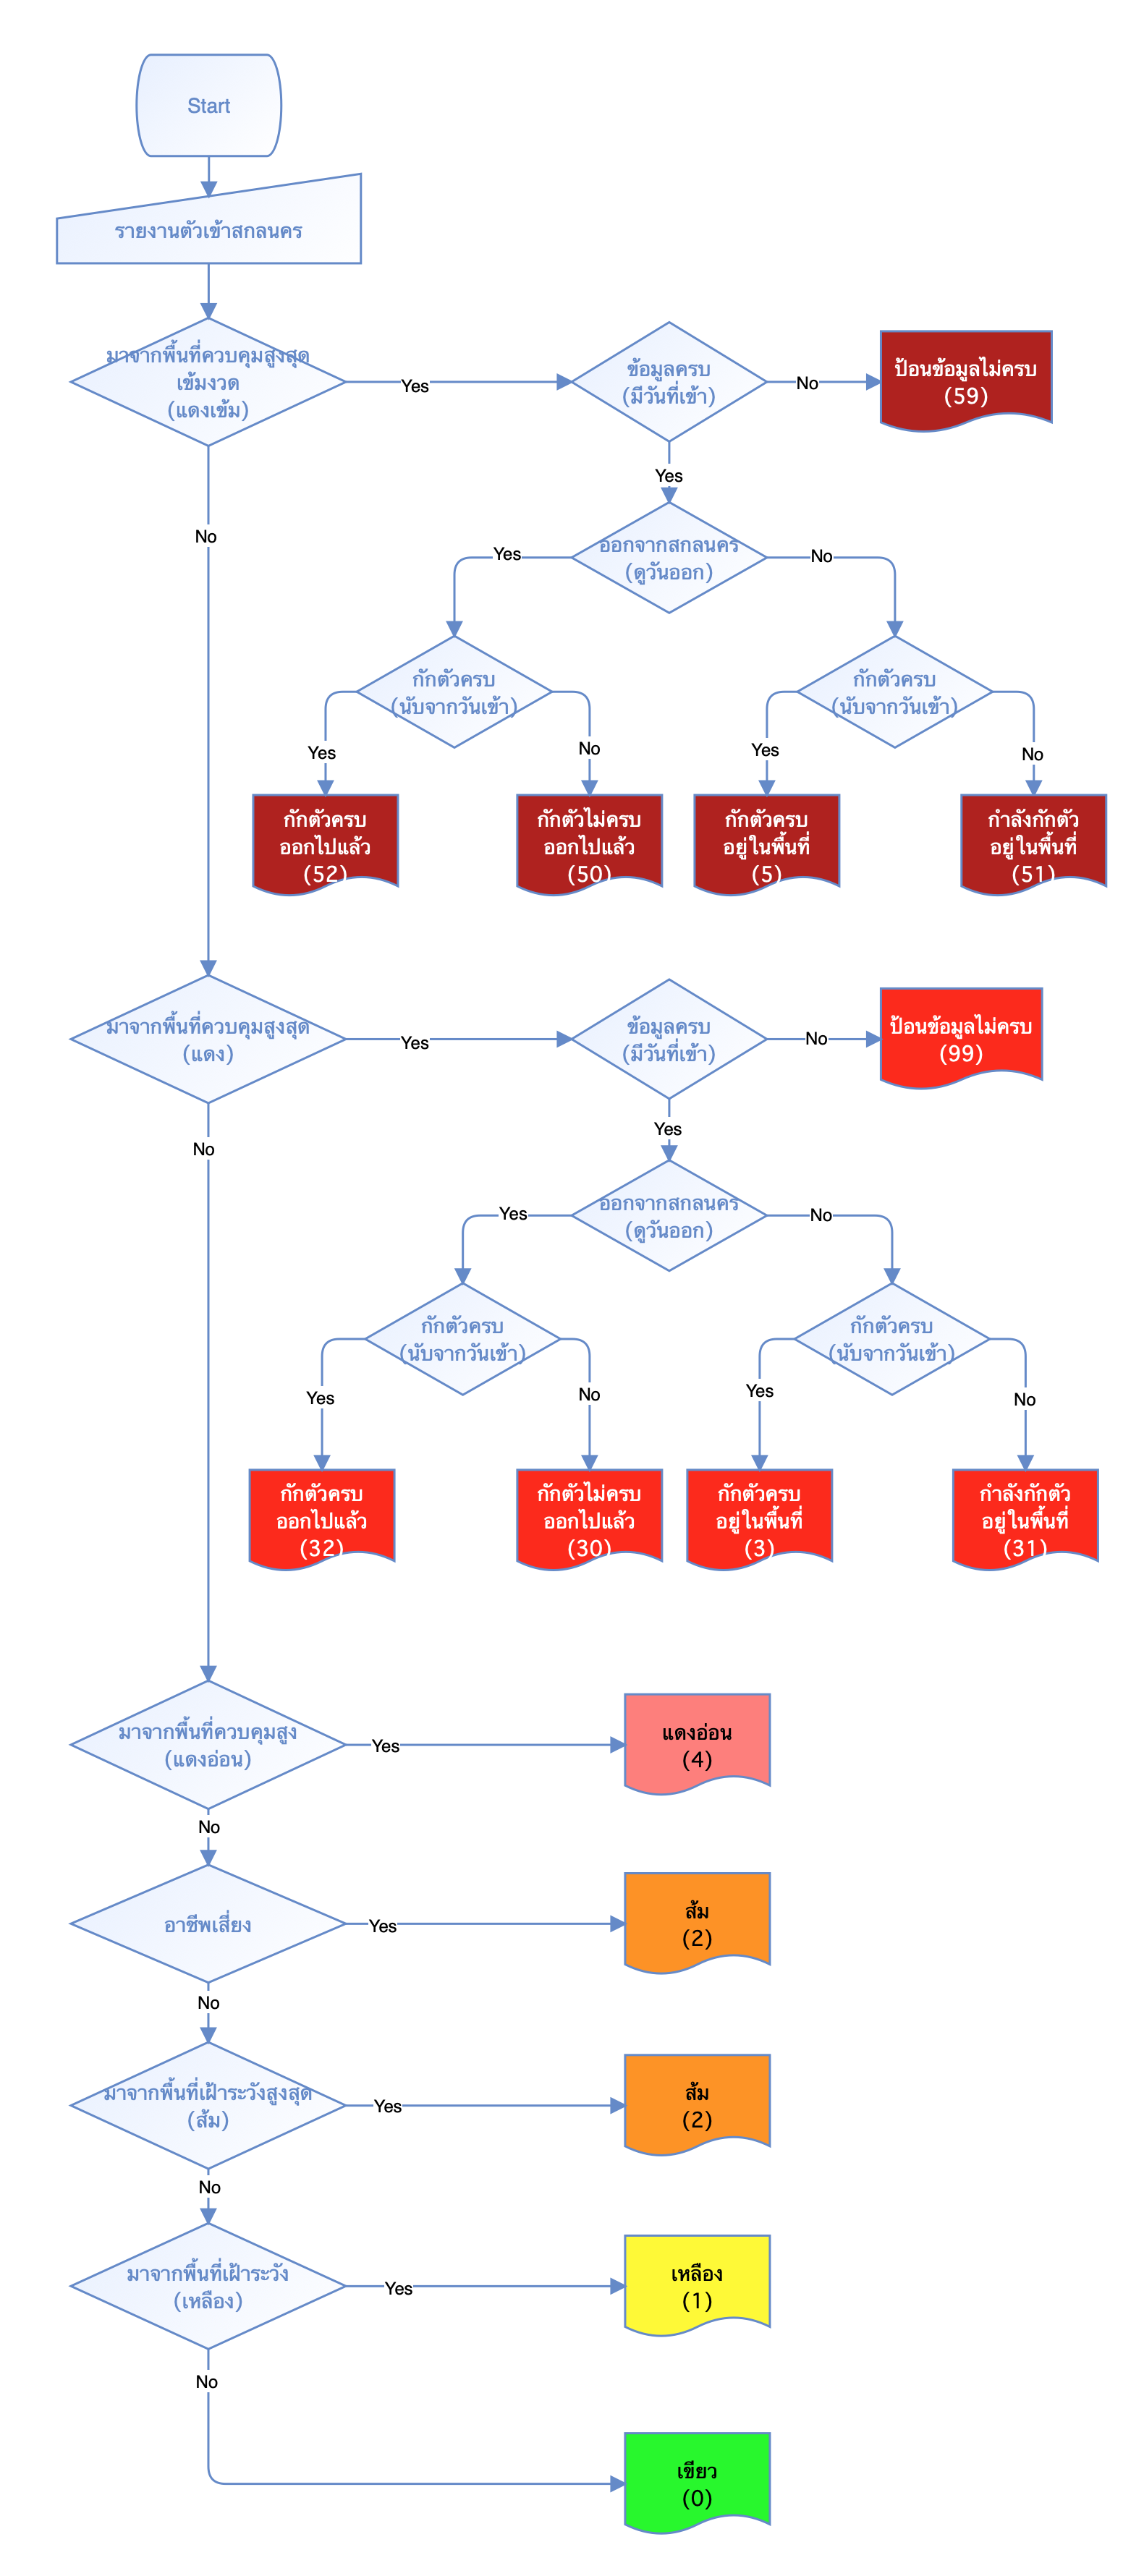 Start
รายงานตัวเข้าสกลนคร
มาจากพื้นที่ควบคุมสูงสุด
เข้มงวด
(แดงเข้ม)
Yes
ข้อมูลครบ
(มีวันที่เข้า)
No
ป้อนข้อมูลไม่ครบ
(59)
Yes
No
ออกจากสกลนคร
(ดูวันออก)
Yes
No
กักตัวครบ
(นับจากวันเข้า)
กักตัวครบ
(นับจากวันเข้า)
Yes
No
Yes
No
กักตัวครบ
ออกไปแล้ว
(52)
กักตัวไม่ครบ
ออกไปแล้ว
(50)
กักตัวครบ
อยู่ในพื้นที่
(5)
กำลังกักตัว
อยู่ในพื้นที่
(51)
มาจากพื้นที่ควบคุมสูงสุด
(แดง)
Yes
ข้อมูลครบ
(มีวันที่เข้า)
No
ป้อนข้อมูลไม่ครบ
(99)
Yes
No
ออกจากสกลนคร
(ดูวันออก)
Yes
No
กักตัวครบ
(นับจากวันเข้า)
กักตัวครบ
(นับจากวันเข้า)
Yes
No
Yes
No
กักตัวครบ
ออกไปแล้ว
(32)
กักตัวไม่ครบ
ออกไปแล้ว
(30)
กักตัวครบ
อยู่ในพื้นที่
(3)
กำลังกักตัว
อยู่ในพื้นที่
(31)
มาจากพื้นที่ควบคุมสูง
(แดงอ่อน)
Yes
แดงอ่อน
(4)
No
อาชีพเสี่ยง
Yes
ส้ม
(2)
No
มาจากพื้นที่เฝ้าระวังสูงสุด
(ส้ม)
Yes
ส้ม
(2)
No
มาจากพื้นที่เฝ้าระวัง
(เหลือง)
Yes
เหลือง
(1)
No
เขียว
(0)